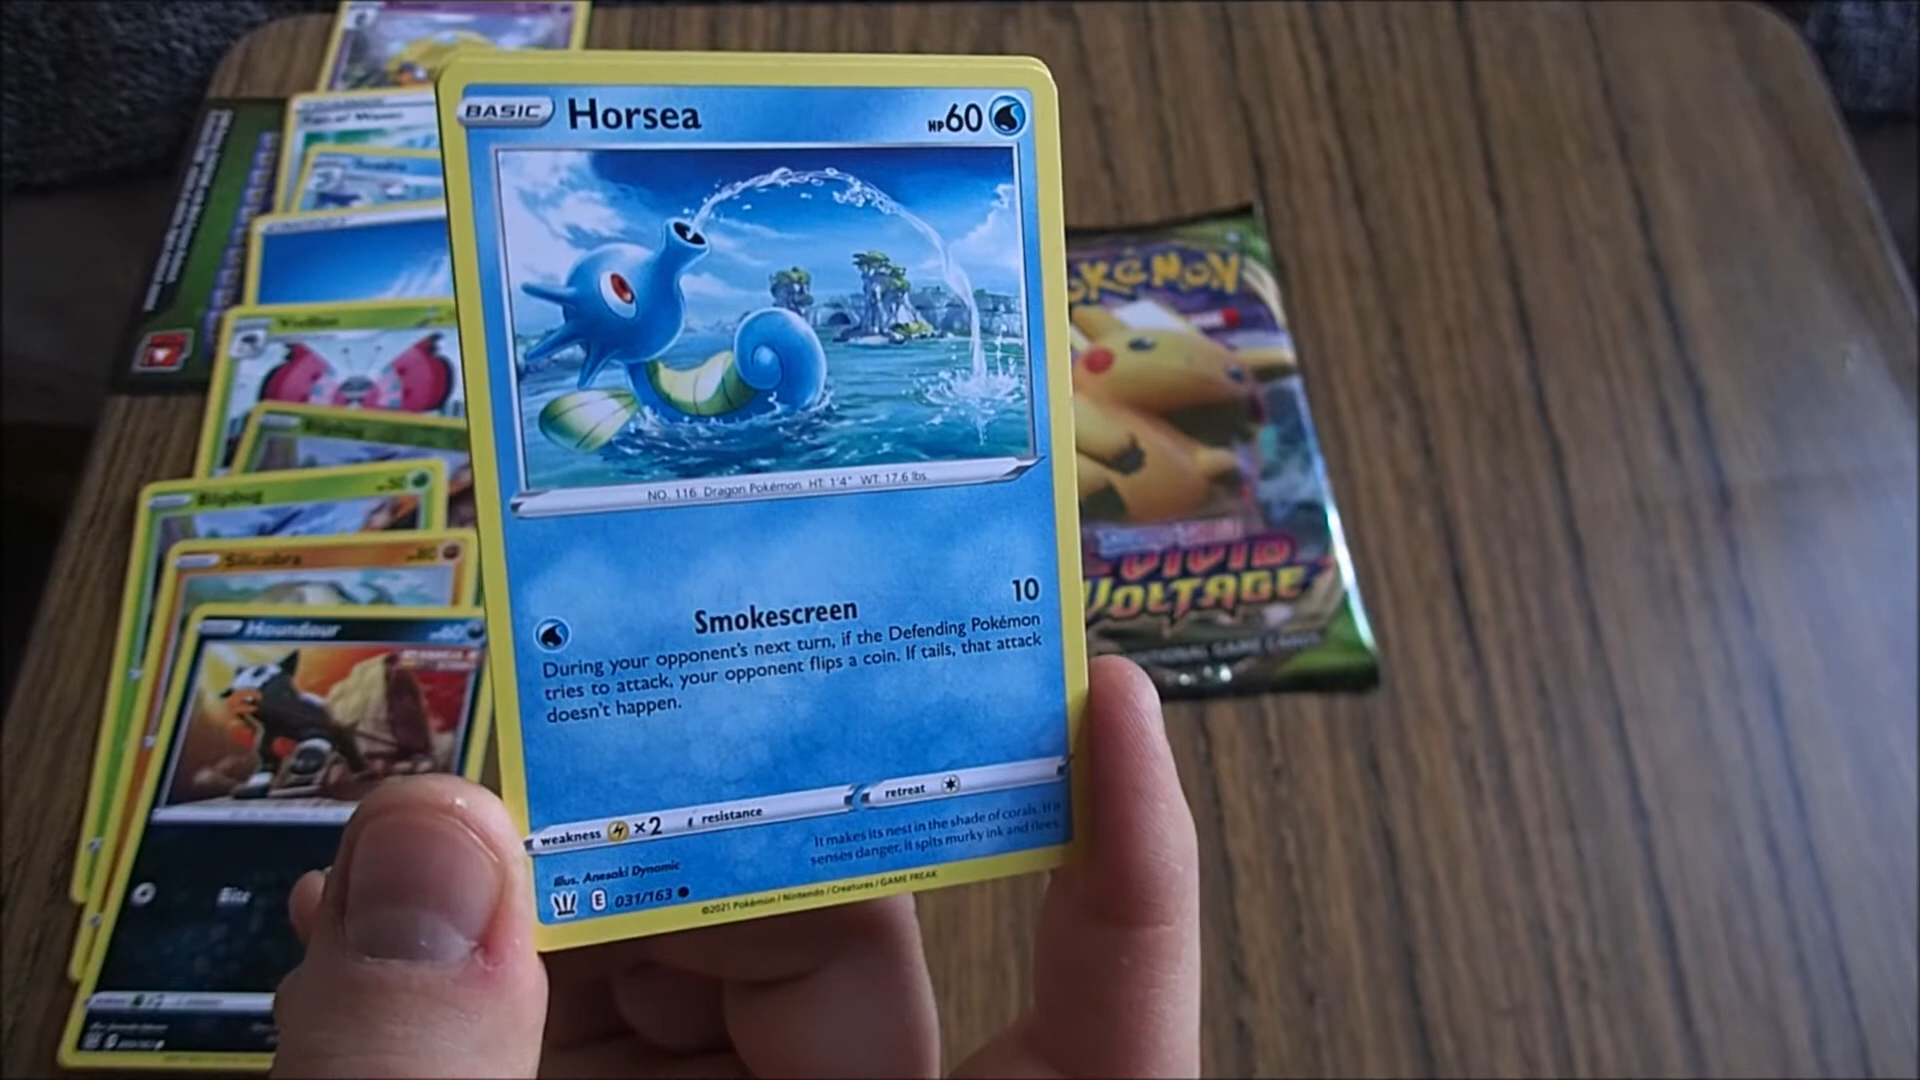 BASIC Horsea HP 60
NO. 116 Dragon Pokémon HT: 1'4" WT: 17.6 lbs.
Smokescreen 10
During your opponent's next turn, if the Defending Pokémon
tries to attack, your opponent flips a coin. If tails, that attack
doesn't happen.
weakness ×2 resistance retreat
It makes its nest in the shade of corals. If it
senses danger, it spits murky ink and flees.
Illus. Anesaki Dynamic
E 031/163
©2021 Pokémon / Nintendo / Creatures / GAME FREAK
Vivillon
Blipbug
Silicobra 80
Houndour
Bite
POKÉMON
VIVID
VOLTAGE